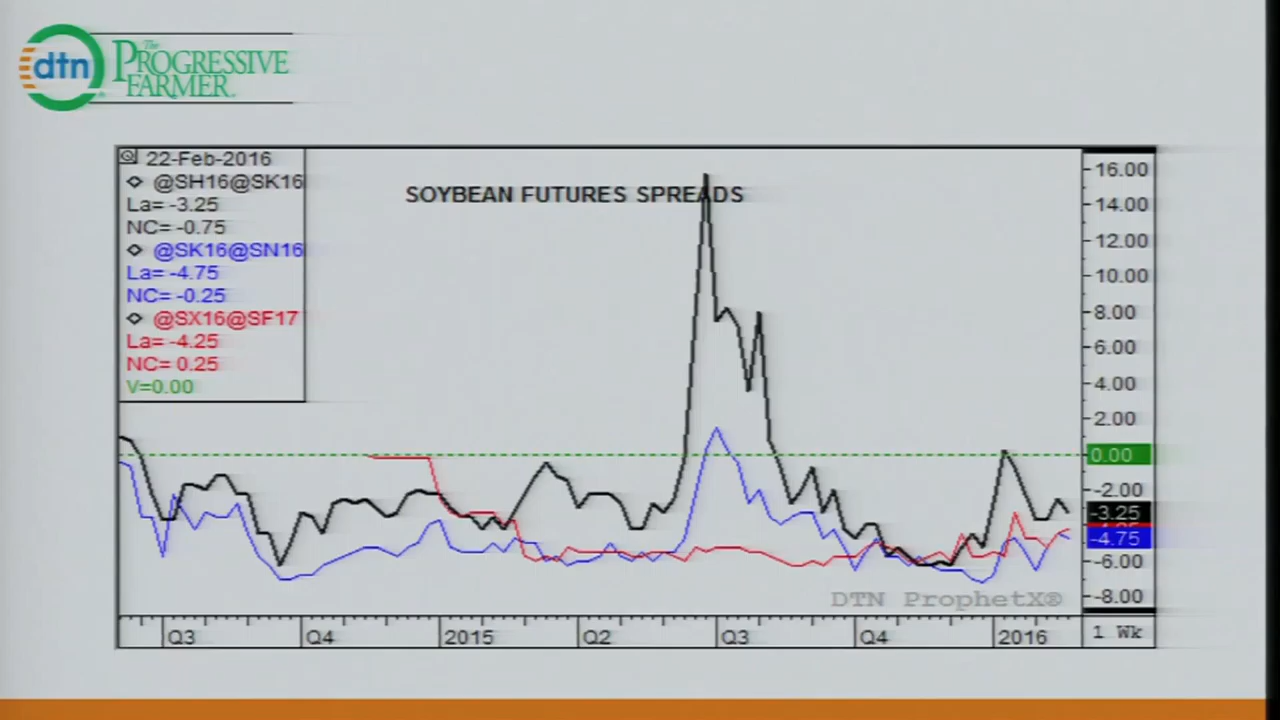 dtn
The
PROGRESSIVE
FARMER
22-Feb-2016
@SH16@SK16
La= -3.25
NC= -0.75
@SK16@SN16
La= -4.75
NC= -0.25
@SX16@SF17
La= -4.25
NC= 0.25
V=0.00
SOYBEAN FUTURES SPREADS
16.00
14.00
12.00
10.00
8.00
6.00
4.00
2.00
0.00
-2.00
-3.25
-4.75
-6.00
-8.00
DTN ProphetX®
Q3 Q4 2015 Q2 Q3 Q4 2016 1 Wk